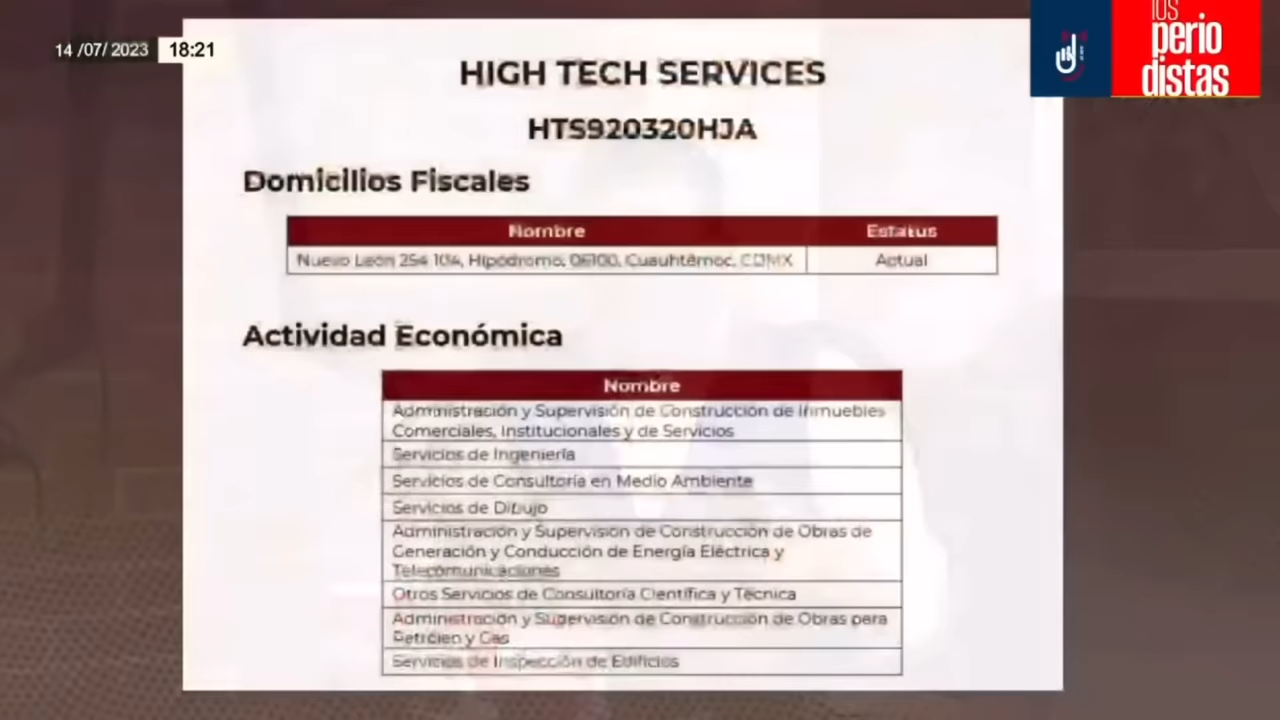 14 /07/ 2023 18:21
los
perio
distas
HIGH TECH SERVICES
HTS920320HJA
Domicilios Fiscales
Nombre Estatus
Nuevo León 254 104, Hipódromo, 06100, Cuauhtémoc, CDMX Actual
Actividad Económica
Nombre
Administración y Supervisión de Construcción de Inmuebles
Comerciales, Institucionales y de Servicios
Servicios de Ingeniería
Servicios de Consultoría en Medio Ambiente
Servicios de Dibujo
Administración y Supervisión de Construcción de Obras de
Generación y Conducción de Energía Eléctrica y
Telecomunicaciones
Otros Servicios de Consultoría Científica y Técnica
Administración y Supervisión de Construcción de Obras para
Petróleo y Gas
Servicios de Inspección de Edificios